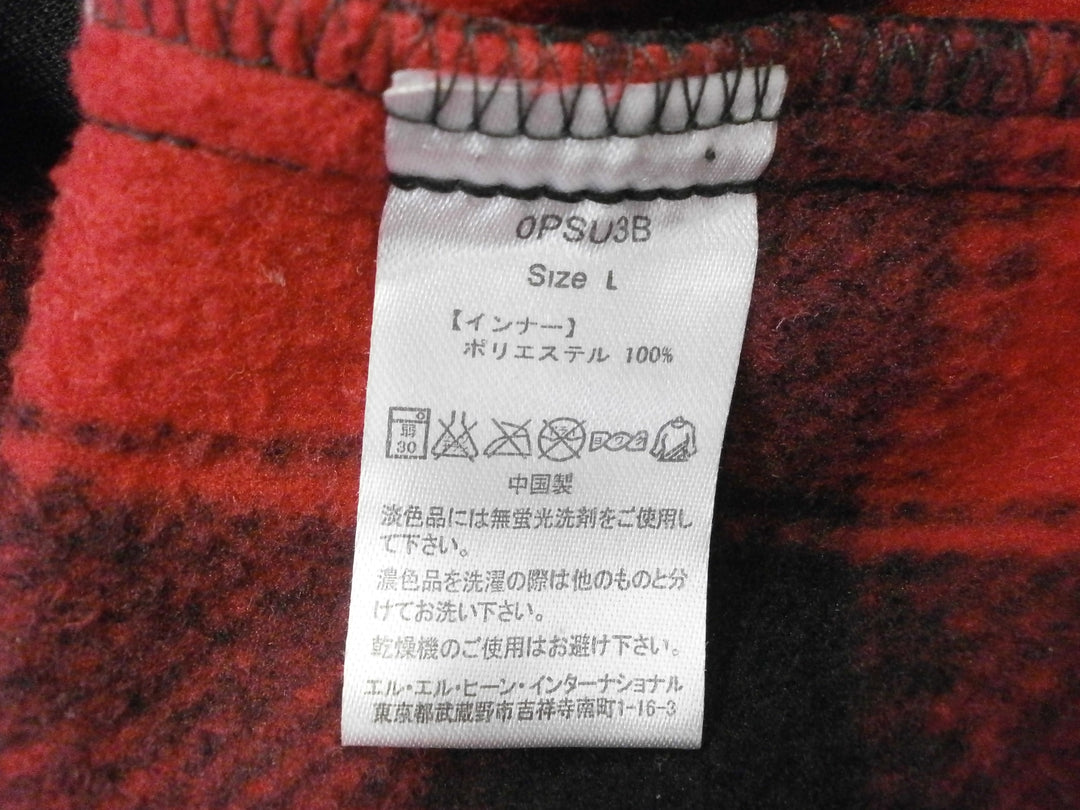 0PSU3B
Size L
【インナー】
ポリエステル 100%
弱
30
中国製
淡色品には無蛍光洗剤をご使用し
て下さい。
濃色品を洗濯の際は他のものと分
けてお洗い下さい。
乾燥機のご使用はお避け下さい。
エル・エル・ビーン・インターナショナル
東京都武蔵野市吉祥寺南町1-16-3